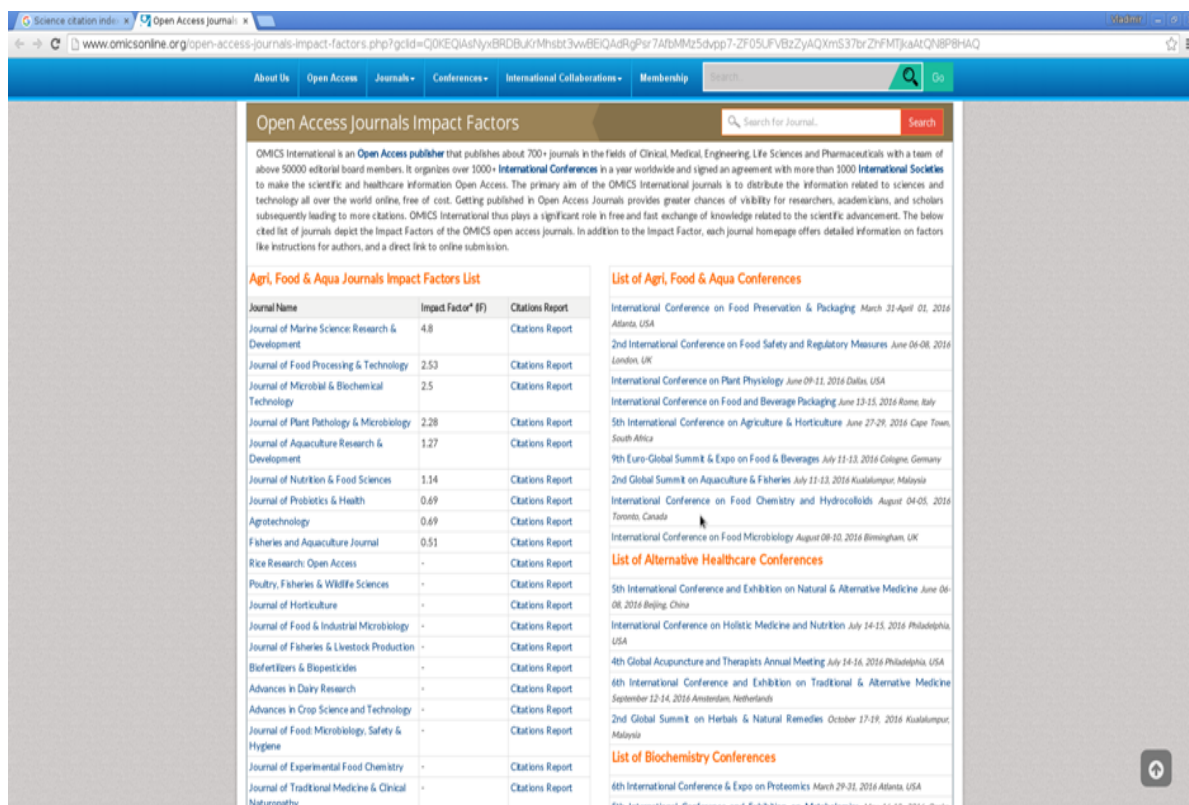 Science citation inde
Open Access Journals
Vladimir
www.omicsonline.org/open-access-journals-impact-factors.php?gclid=
About Us Open Access Journals Conferences International Collaborations Membership Search... Go
Open Access Journals Impact Factors
Search for Journal..
Search
OMICS International is an Open Access publisher that publishes about 700+ journals in the fields of Clinical, Medical, Engineering, Life Sciences and Pharmaceuticals with a team of
above 50000 editorial board members. It organizes over 1000+ International Conferences in a year worldwide and signed an agreement with more than 1000 International Societies
to make the scientific and healthcare information Open Access. The primary aim of the OMICS International journals is to distribute the information related to sciences and
technology all over the world online, free of cost. Getting published in Open Access Journals provides greater chances of visibility for researchers, academicians, and scholars
subsequently leading to more citations. OMICS International thus plays a significant role in free and fast exchange of knowledge related to the scientific advancement. The below
cited list of journals depict the Impact Factors of the OMICS open access journals. In addition to the Impact Factor, each journal homepage offers detailed information on factors
like instructions for authors, and a direct link to online submission.
Agri, Food & Aqua Journals Impact Factors List
Journal Name Impact Factor* (IF) Citations Report
Journal of Marine Science: Research & 4.8 Citations Report
Development
Journal of Food Processing & Technology 2.53 Citations Report
Journal of Microbial & Biochemical 2.5 Citations Report
Technology
Journal of Plant Pathology & Microbiology 2.28 Citations Report
Journal of Aquaculture Research & 1.27 Citations Report
Development
Journal of Nutrition & Food Sciences 1.14 Citations Report
Journal of Probiotics & Health 0.69 Citations Report
Agrotechnology 0.69 Citations Report
Fisheries and Aquaculture Journal 0.51 Citations Report
Rice Research: Open Access - Citations Report
Poultry, Fisheries & Wildlife Sciences - Citations Report
Journal of Horticulture - Citations Report
Journal of Food & Industrial Microbiology - Citations Report
Journal of Fisheries & Livestock Production - Citations Report
Biofertilizers & Biopesticides - Citations Report
Advances in Dairy Research - Citations Report
Advances in Crop Science and Technology - Citations Report
Journal of Food: Microbiology, Safety & - Citations Report
Hygiene
Journal of Experimental Food Chemistry - Citations Report
Journal of Traditional Medicine & Clinical - Citations Report
Naturopathy
List of Agri, Food & Aqua Conferences
International Conference on Food Preservation & Packaging March 31-April 01, 2016
Atlanta, USA
2nd International Conference on Food Safety and Regulatory Measures June 06-08, 2016
London, UK
International Conference on Plant Physiology June 09-11, 2016 Dallas, USA
International Conference on Food and Beverage Packaging June 13-15, 2016 Rome, Italy
5th International Conference on Agriculture & Horticulture June 27-29, 2016 Cape Town,
South Africa
9th Euro-Global Summit & Expo on Food & Beverages July 11-13, 2016 Cologne, Germany
2nd Global Summit on Aquaculture & Fisheries July 11-13, 2016 Kualalumpur, Malaysia
International Conference on Food Chemistry and Hydrocolloids August 04-05, 2016
Toronto, Canada
International Conference on Food Microbiology August 08-10, 2016 Birmingham, UK
List of Alternative Healthcare Conferences
5th International Conference and Exhibition on Natural & Alternative Medicine June 06-
08, 2016 Beijing, China
International Conference on Holistic Medicine and Nutrition July 14-15, 2016 Philadelphia,
USA
4th Global Acupuncture and Therapists Annual Meeting July 14-16, 2016 Philadelphia, USA
6th International Conference and Exhibition on Traditional & Alternative Medicine
September 12-14, 2016 Amsterdam, Netherlands
2nd Global Summit on Herbals & Natural Remedies October 17-19, 2016 Kualalumpur,
Malaysia
List of Biochemistry Conferences
6th International Conference & Expo on Proteomics March 29-31, 2016 Atlanta, USA